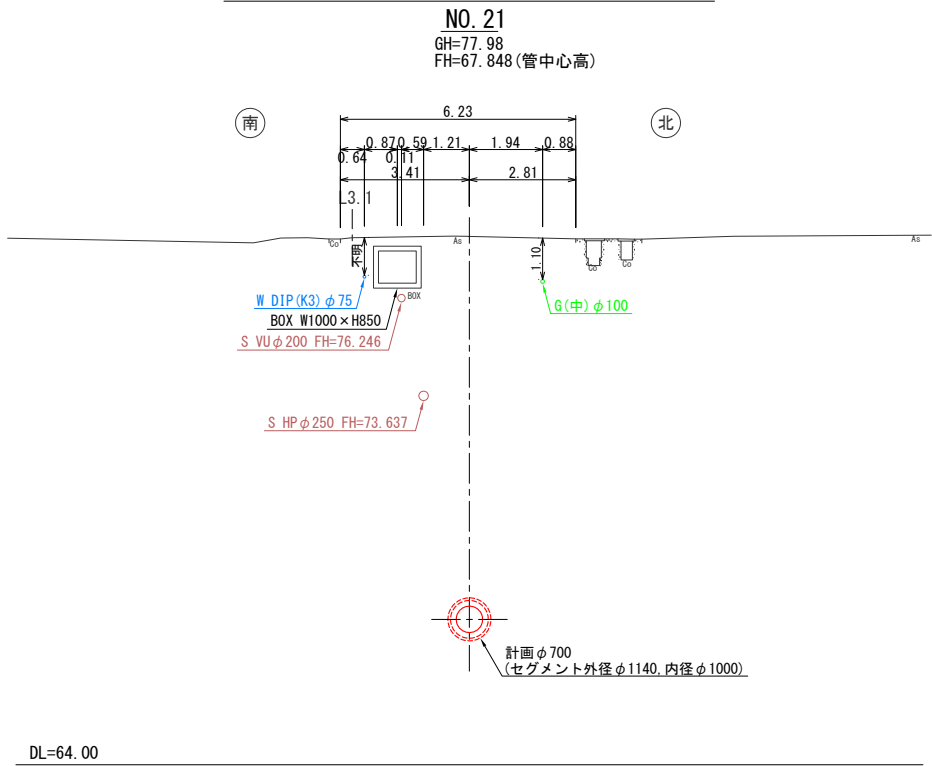 NO. 21
GH=77.98
FH=67.848(管中心高)
南
6.23
北
0.87
0.59
1.21
1.94
0.88
0.64
0.11
3.41
2.81
L3.1
Co
不明
As
1.10
Co
Co
As
W DIP(K3)φ75
BOX
G(中)φ100
BOX W1000×H850
S VUφ200 FH=76.246
S HPφ250 FH=73.637
計画φ700
(セグメント外径φ1140,内径φ1000)
DL=64.00